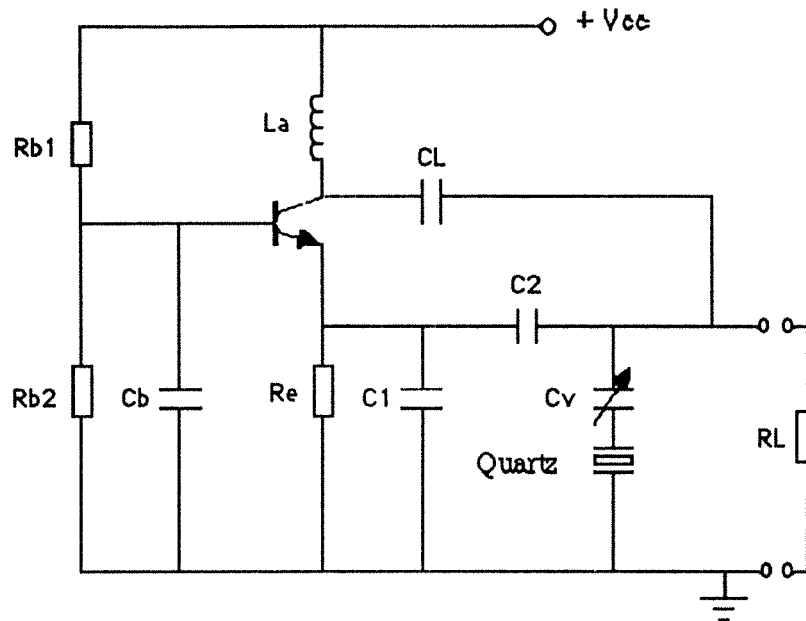 + Vcc
La
Rb1
CL
C2
Rb2
Cb
Re
C1
Cv
RL
Quartz